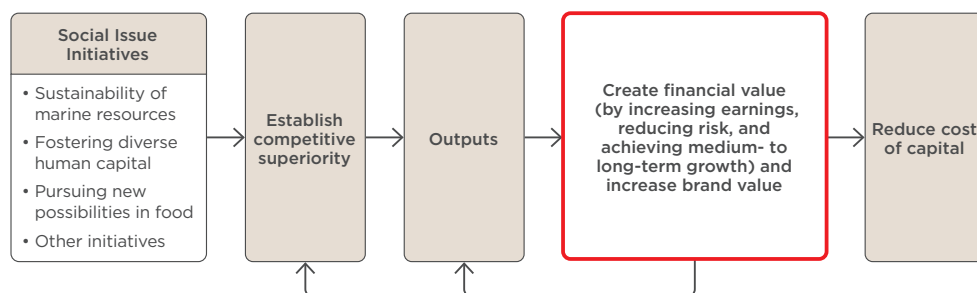 Social Issue
Initiatives
• Sustainability of
marine resources
• Fostering diverse
human capital
• Pursuing new
possibilities in food
• Other initiatives
Establish
competitive
superiority
Outputs
Create financial value
(by increasing earnings,
reducing risk, and
achieving medium- to
long-term growth) and
increase brand value
Reduce cost
of capital